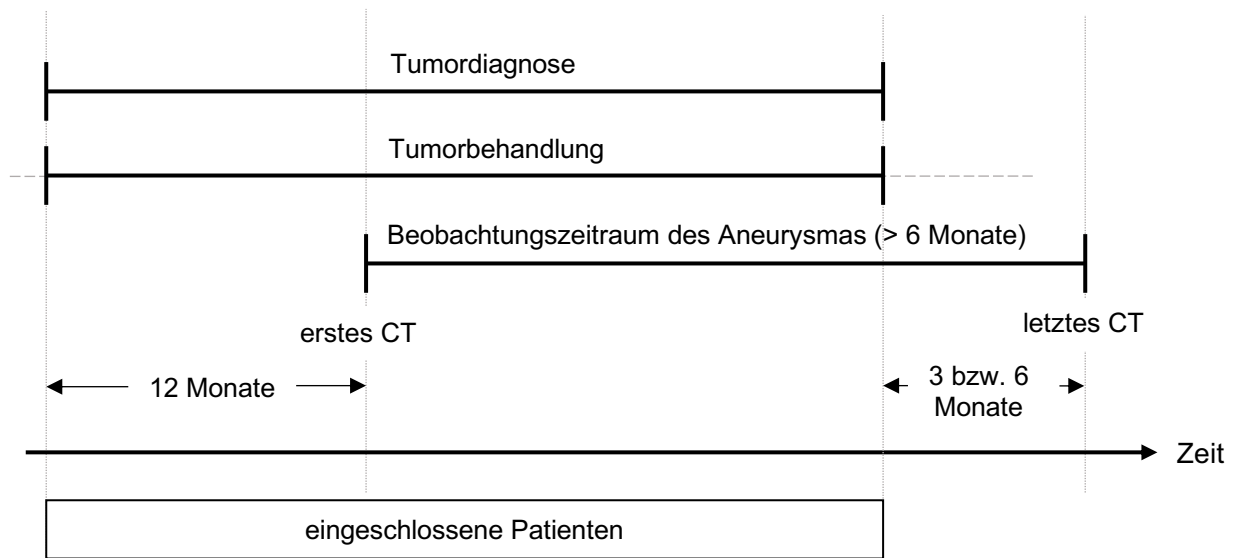 Tumordiagnose
Tumorbehandlung
Beobachtungszeitraum des Aneurysmas (> 6 Monate)
erstes CT
letztes CT
12 Monate
3 bzw. 6
Monate
Zeit
eingeschlossene Patienten